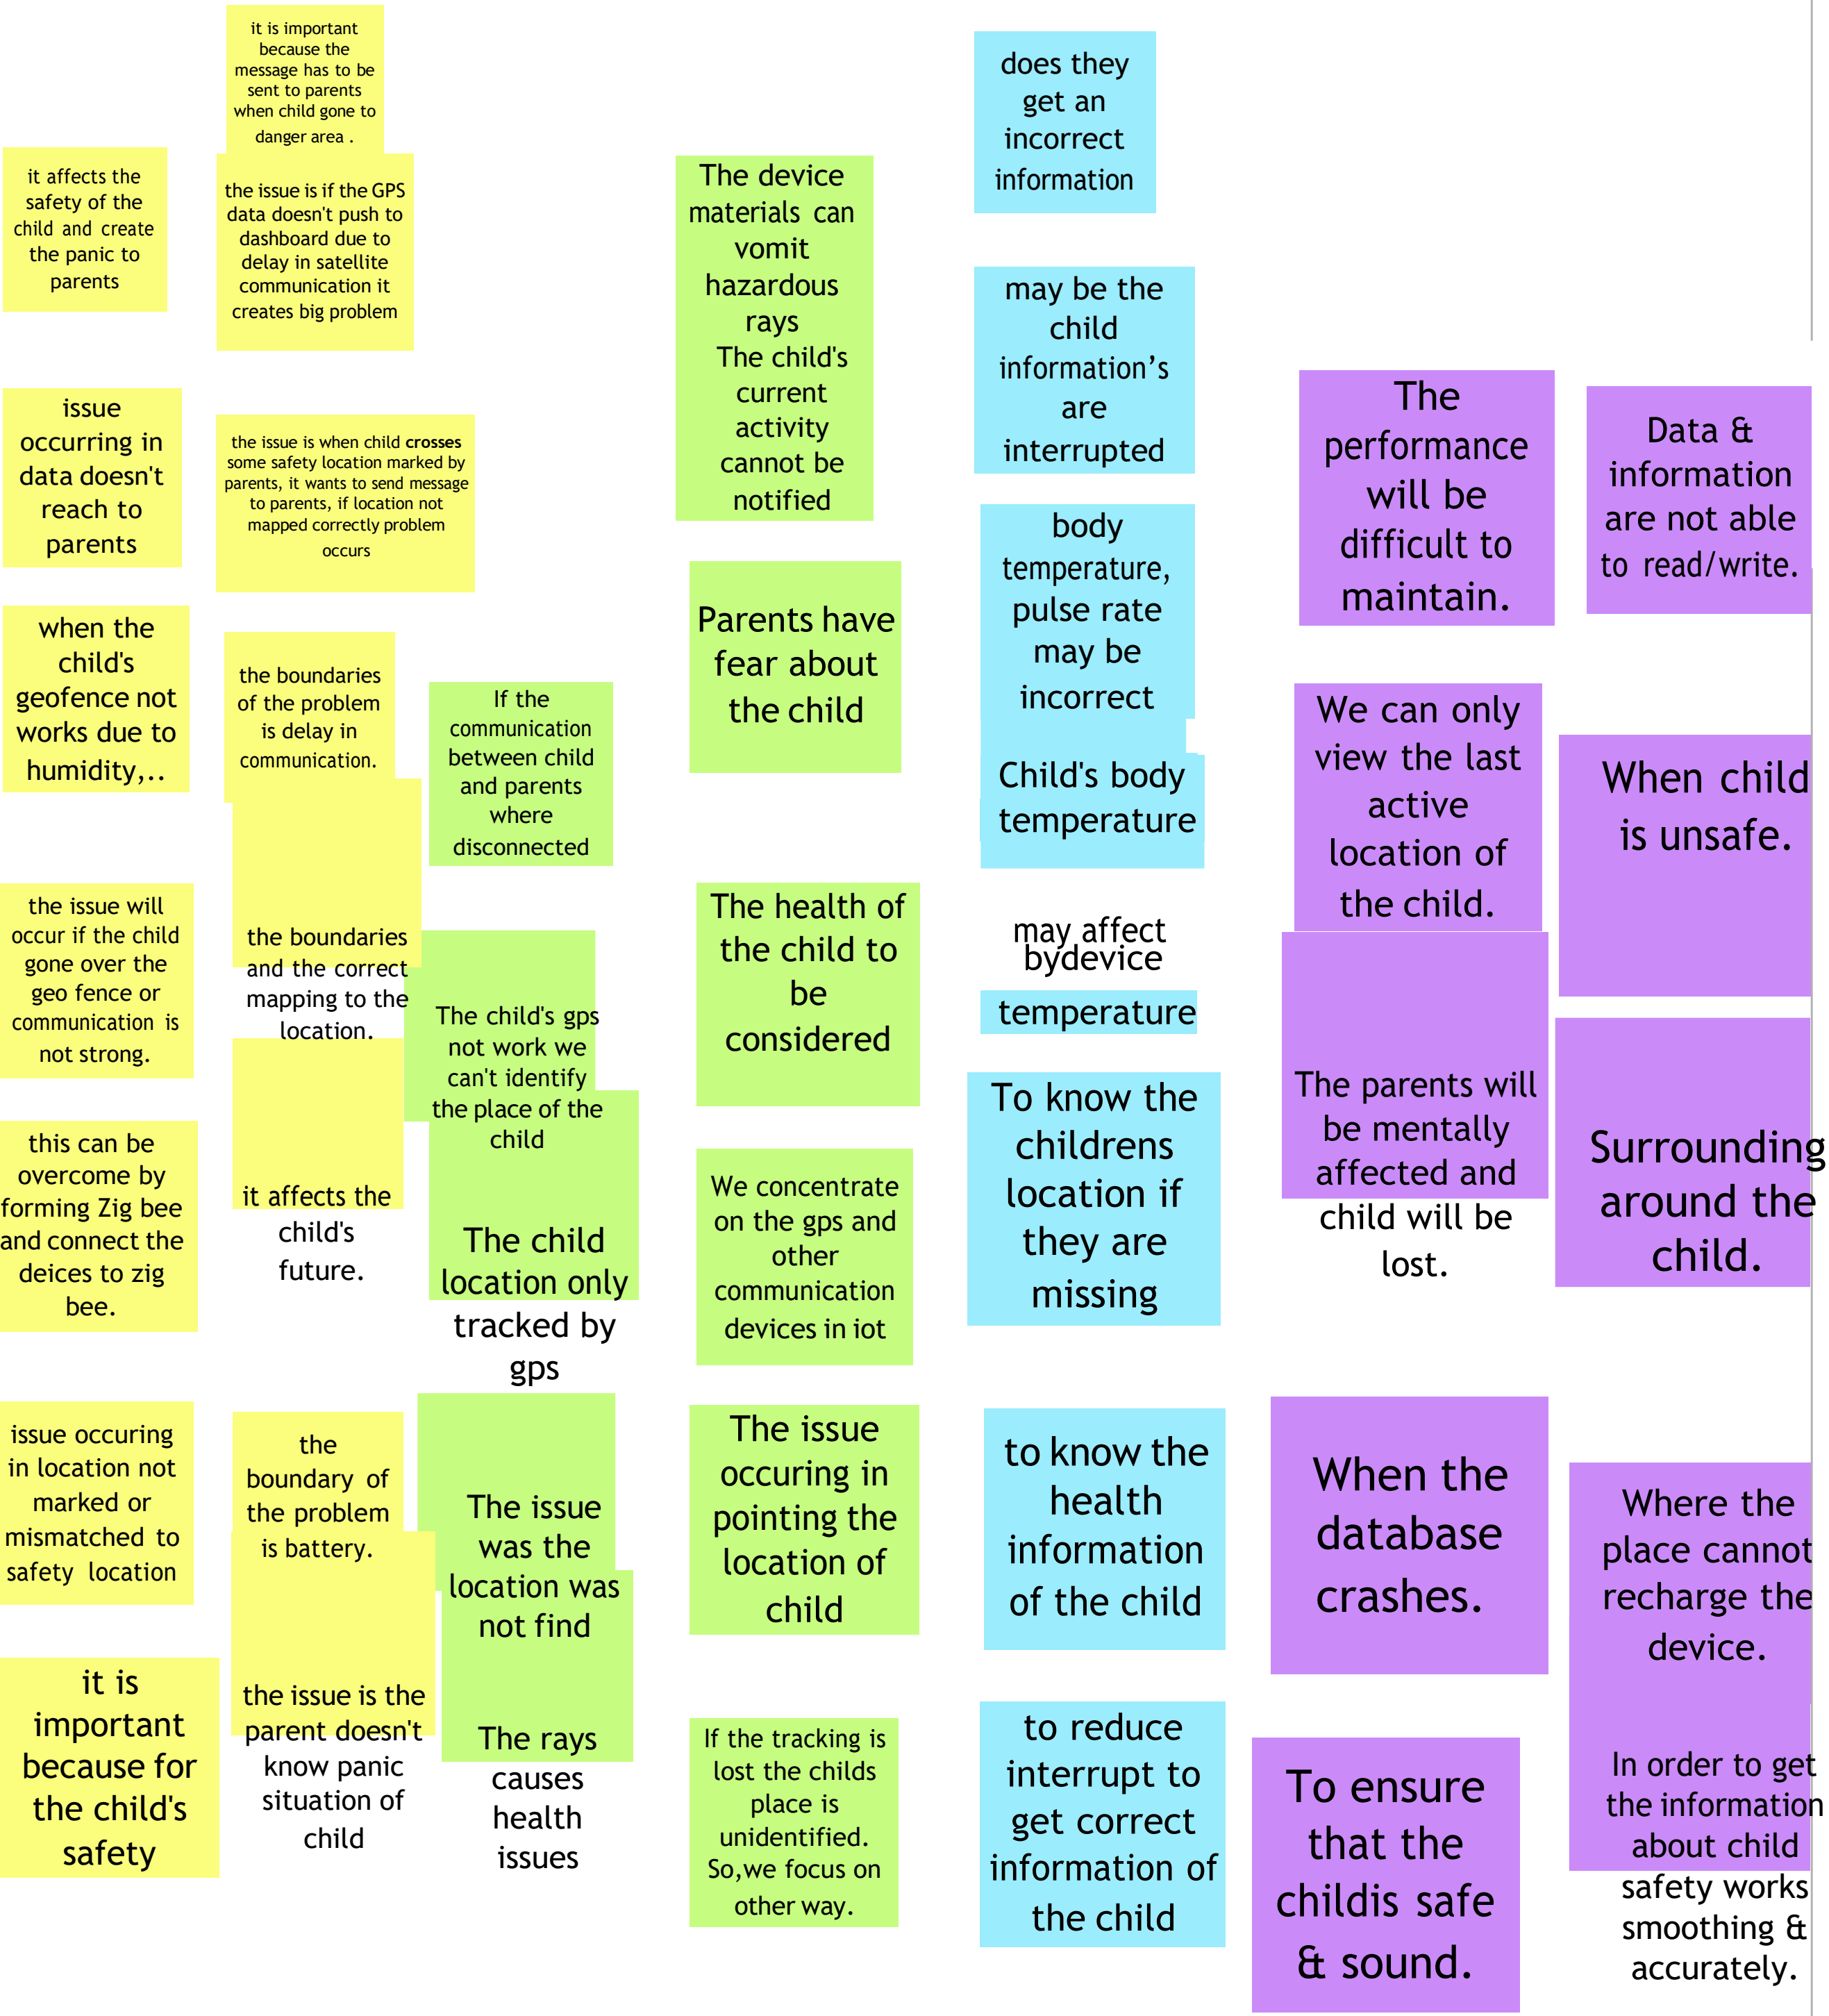 it is important
because the
message has to be
sent to parents
when child gone to
danger area .
it affects the
safety of the
child and create
the panic to
parents
the issue is if the GPS
data doesn't push to
dashboard due to
delay in satellite
communication it
creates big problem
issue
occurring in
data doesn't
reach to
parents
the issue is when child crosses
some safety location marked by
parents, it wants to send message
to parents, if location not
mapped correctly problem
occurs
when the
child's
geofence not
works due to
humidity,..
the boundaries
of the problem
is delay in
communication.
the issue will
occur if the child
gone over the
geo fence or
communication is
not strong.
the boundaries
and the correct
mapping to the
location.
this can be
overcome by
forming Zig bee
and connect the
deices to zig
bee.
it affects the
child's
future.
issue occuring
in location not
marked or
mismatched to
safety location
the
boundary of
the problem
is battery.
it is
important
because for
the child's
safety
the issue is the
parent doesn't
know panic
situation of
child
If the
communication
between child
and parents
where
disconnected
The child's gps
not work we
can't identify
the place of the
child
The child
location only
tracked by
gps
The issue
was the
location was
not find
The rays
causes
health
issues
The device
materials can
vomit
hazardous
rays
The child's
current
activity
cannot be
notified
Parents have
fear about
the child
The health of
the child to
be
considered
We concentrate
on the gps and
other
communication
devices in iot
The issue
occuring in
pointing the
location of
child
If the tracking is
lost the childs
place is
unidentified.
So,we focus on
other way.
does they
get an
incorrect
information
may be the
child
information’s
are
interrupted
body
temperature,
pulse rate
may be
incorrect
Child's body
temperature
may affect
bydevice
temperature
To know the
childrens
location if
they are
missing
to know the
health
information
of the child
to reduce
interrupt to
get correct
information of
the child
The
performance
will be
difficult to
maintain.
We can only
view the last
active
location of
the child.
The parents will
be mentally
affected and
child will be
lost.
When the
database
crashes.
To ensure
that the
childis safe
& sound.
Data &
information
are not able
to read/write.
When child
is unsafe.
Surrounding
around the
child.
Where the
place cannot
recharge the
device.
In order to get
the information
about child
safety works
smoothing &
accurately.